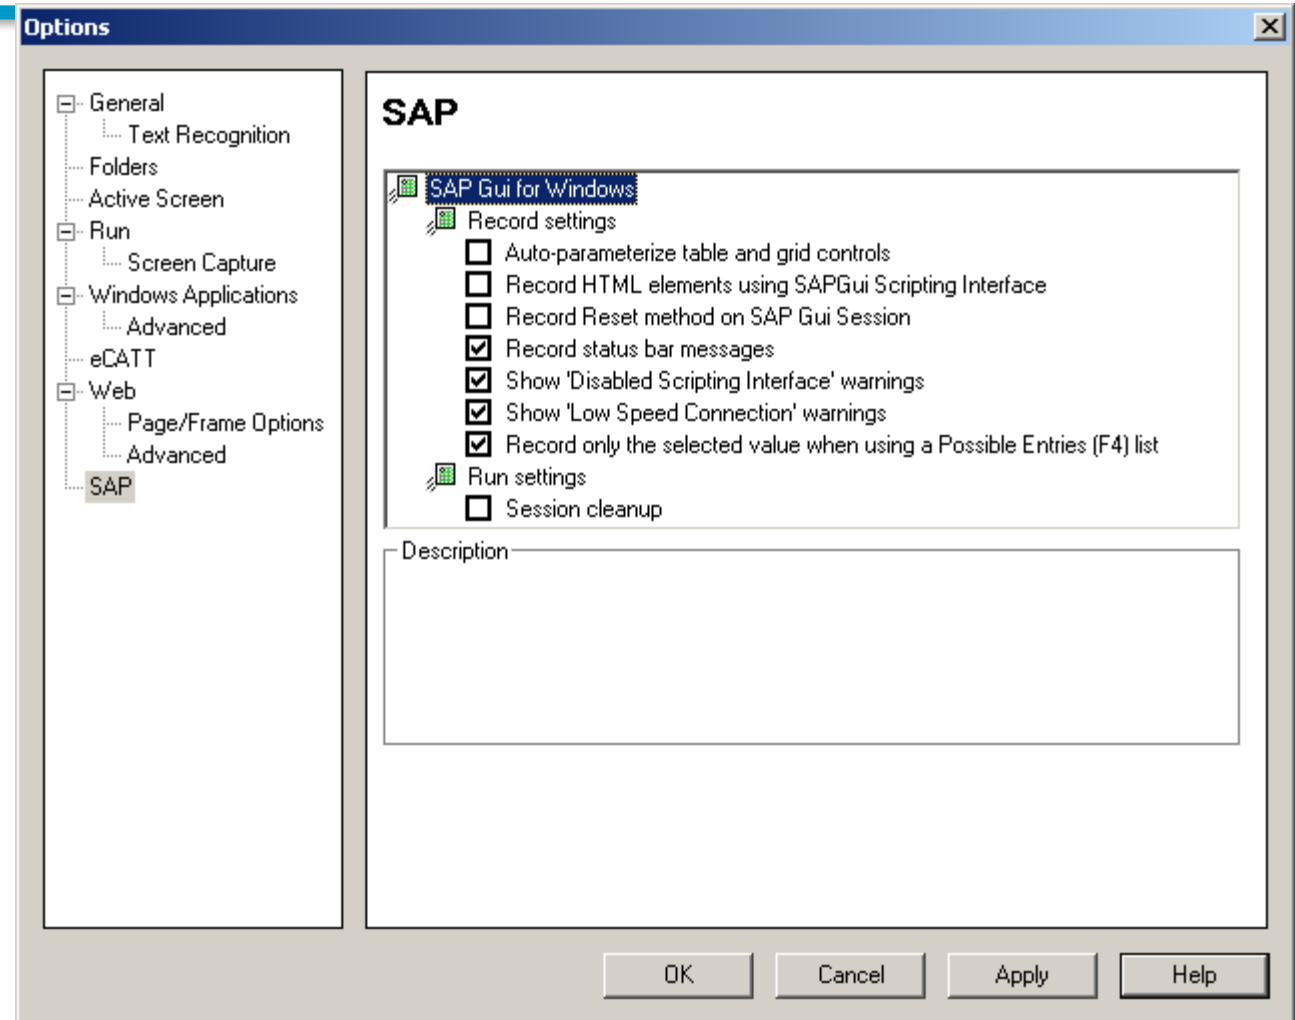 Options
General
Text Recognition
Folders
Active Screen
Run
Screen Capture
Windows Applications
Advanced
eCATT
Web
Page/Frame Options
Advanced
SAP
SAP
SAP Gui for Windows
Record settings
Auto-parameterize table and grid controls
Record HTML elements using SAPGui Scripting Interface
Record Reset method on SAP Gui Session
Record status bar messages
Show 'Disabled Scripting Interface' warnings
Show 'Low Speed Connection' warnings
Record only the selected value when using a Possible Entries (F4) list
Run settings
Session cleanup
Description
OK
Cancel
Apply
Help